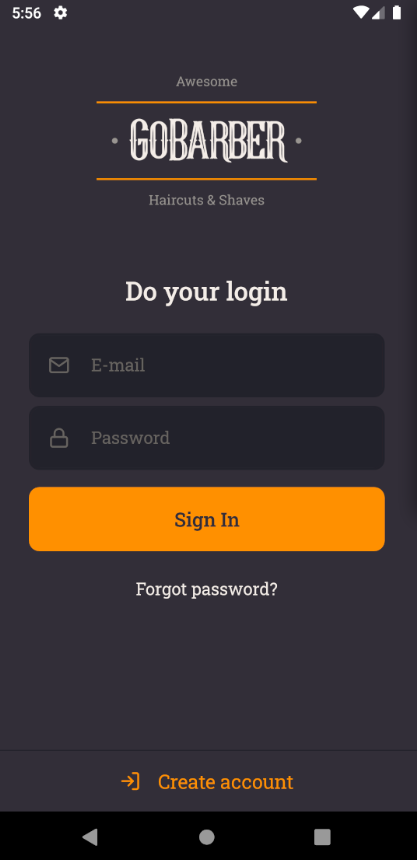 5:56
Awesome
• GOBARBER •
Haircuts & Shaves
Do your login
E-mail
Password
Sign In
Forgot password?
Create account